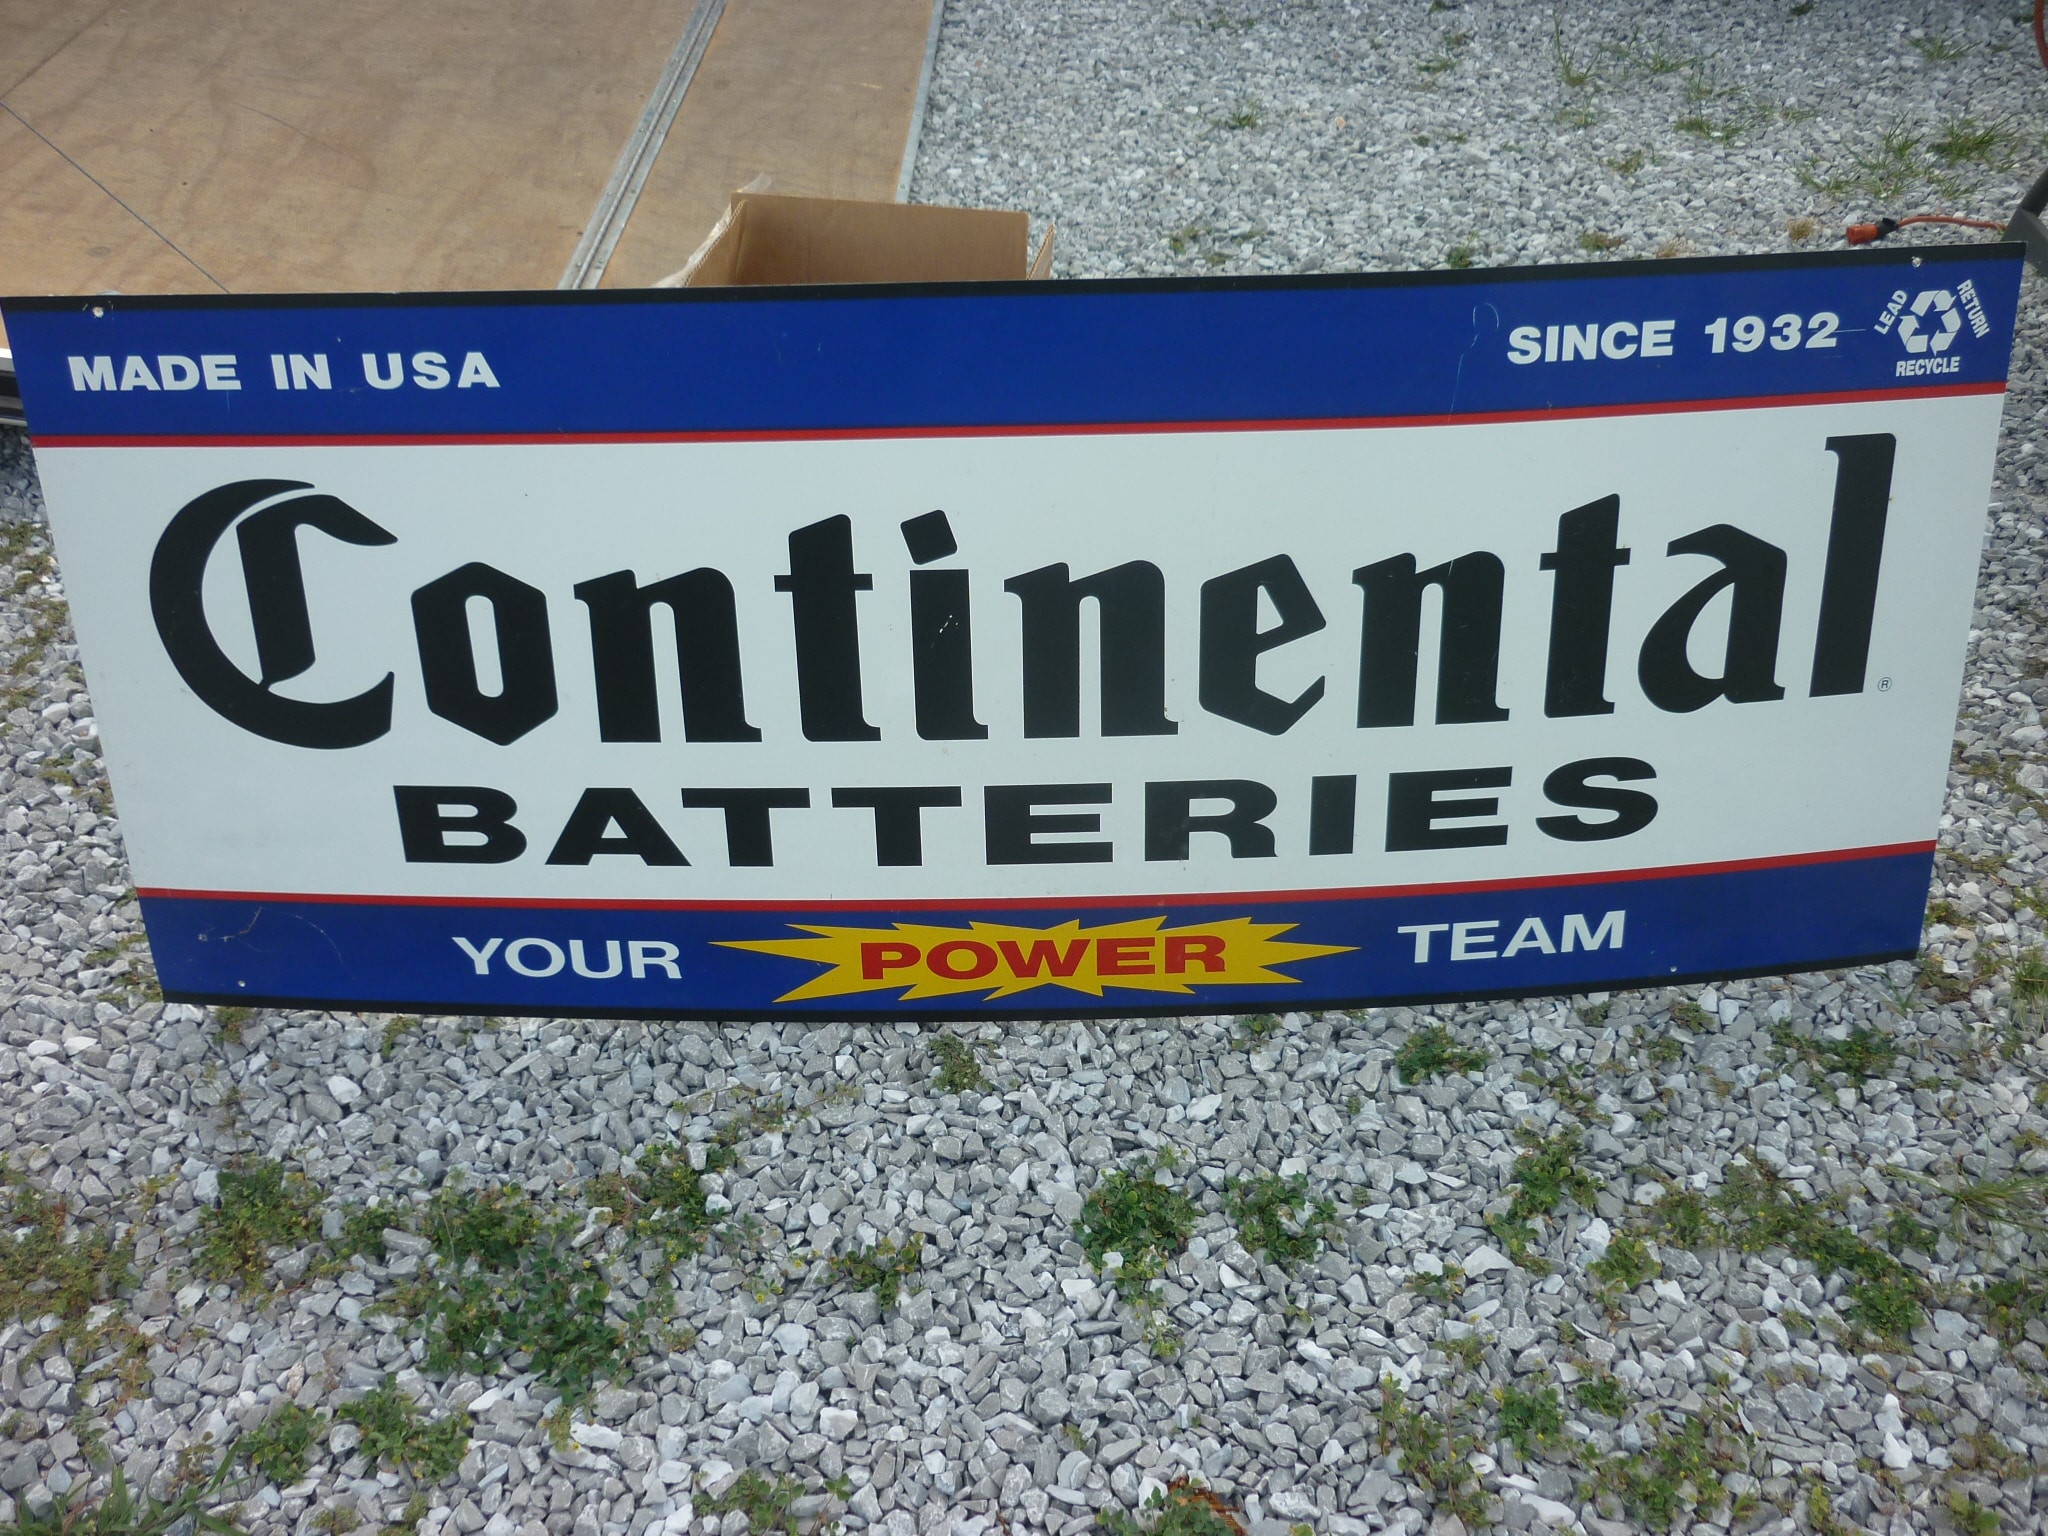 MADE IN USA
SINCE 1932
LEAD RETURN
RECYCLE
Continental®
BATTERIES
YOUR POWER TEAM